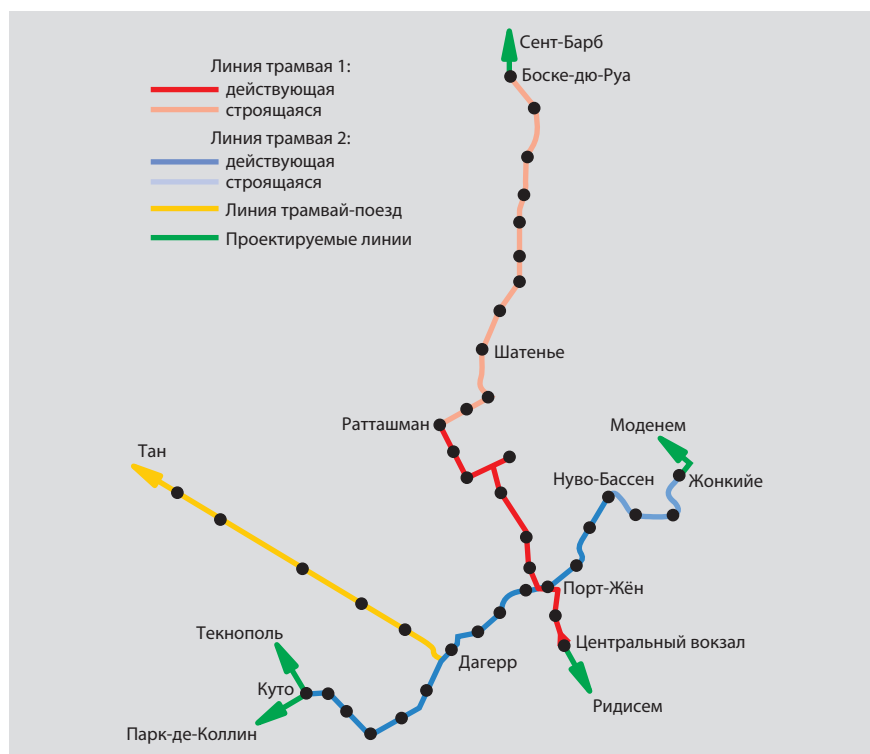 Линия трамвая 1:
действующая
строящаяся
Линия трамвая 2:
действующая
строящаяся
Линия трамвай-поезд
Проектируемые линии
Сент-Барб
Боске-дю-Руа
Шатенье
Ратташман
Моденем
Тан
Нуво-Бассен
Жонкийе
Порт-Жён
Текнополь
Центральный вокзал
Дагерр
Куто
Ридисем
Парк-де-Коллин